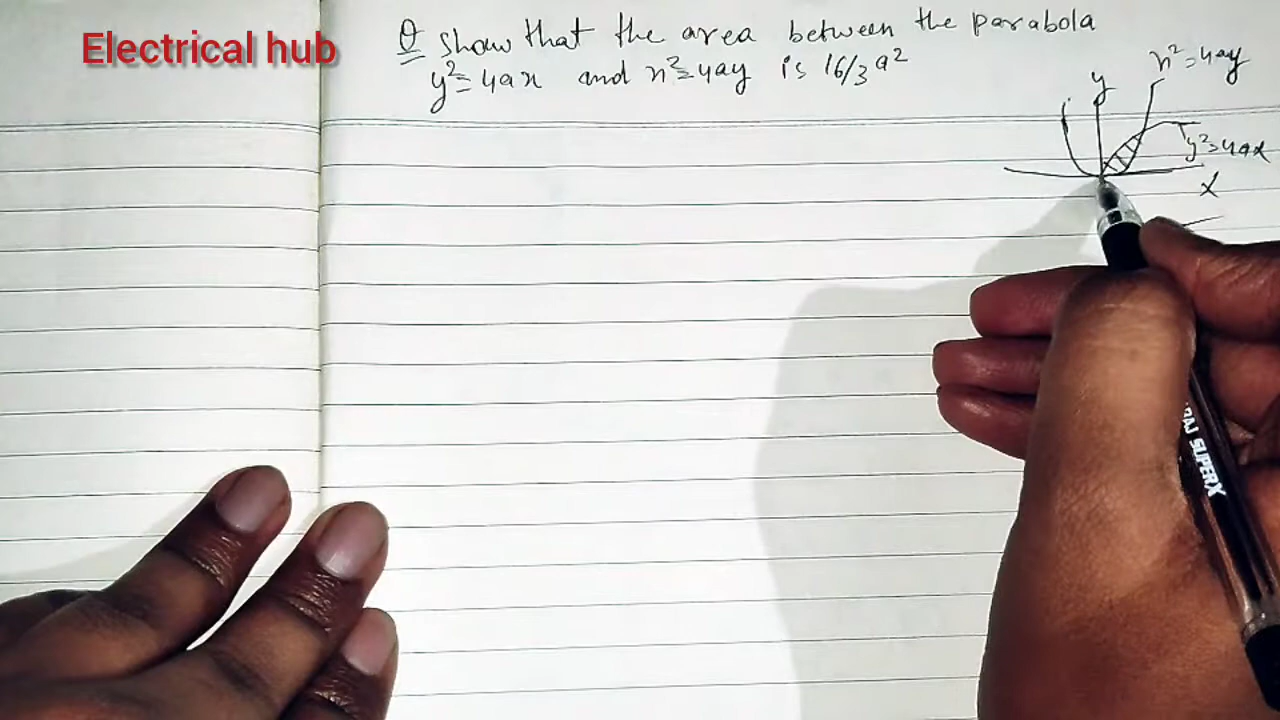 Electrical hub
Q Show that the area between the parabola
y²=4ax and x²=4ay is 16/3 a²
x²=4ay
y
y²=4ax
X
RAJ SUPERX